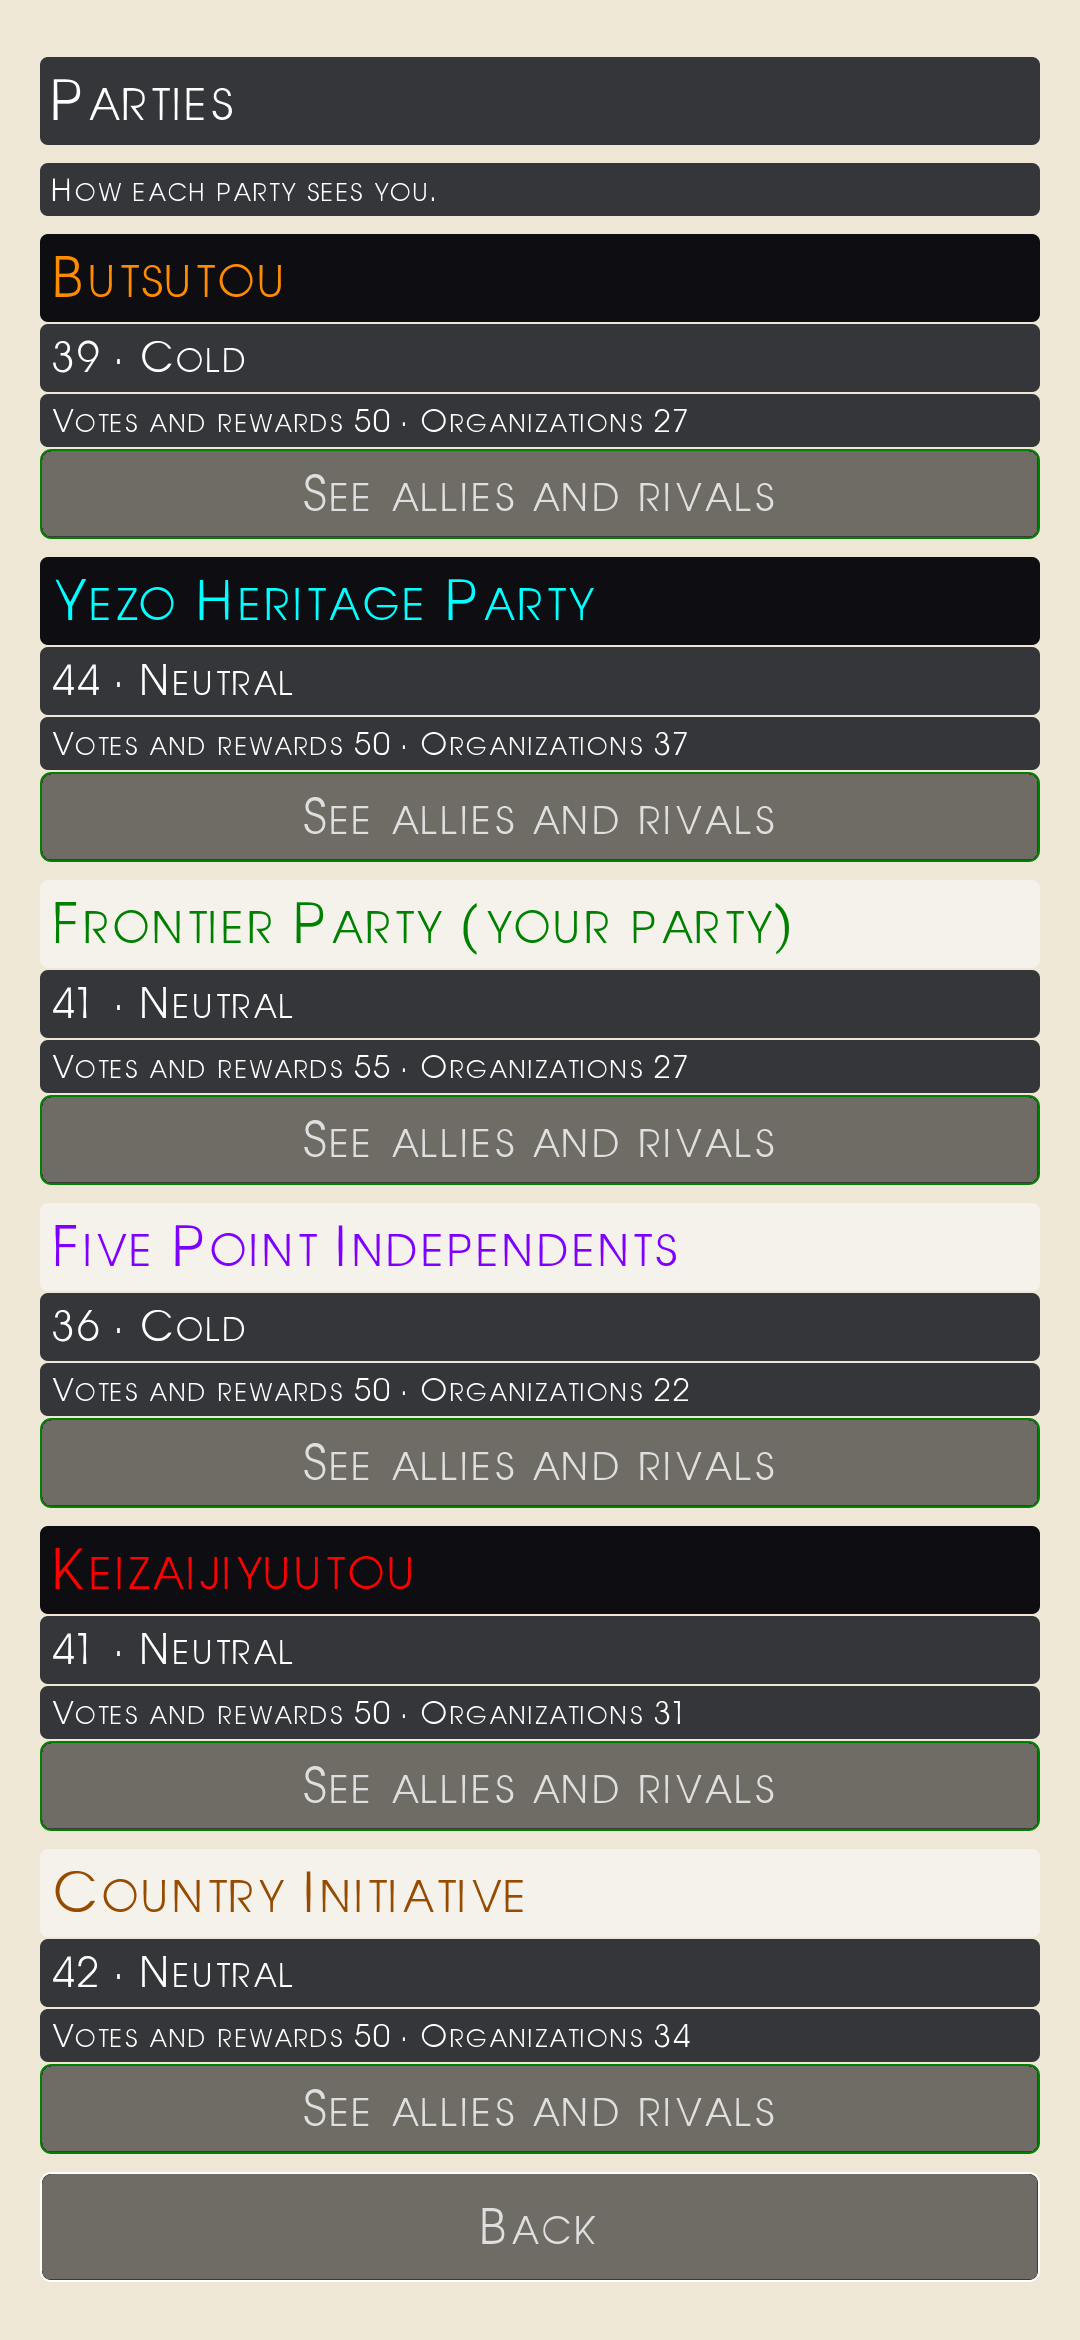 Parties
How each party sees you.
Butsutou
39 · Cold
Votes and rewards 50 · Organizations 27
See allies and rivals
Yezo Heritage Party
44 · Neutral
Votes and rewards 50 · Organizations 37
See allies and rivals
Frontier Party (your party)
41 · Neutral
Votes and rewards 55 · Organizations 27
See allies and rivals
Five Point Independents
36 · Cold
Votes and rewards 50 · Organizations 22
See allies and rivals
Keizaijiyuutou
41 · Neutral
Votes and rewards 50 · Organizations 31
See allies and rivals
Country Initiative
42 · Neutral
Votes and rewards 50 · Organizations 34
See allies and rivals
Back